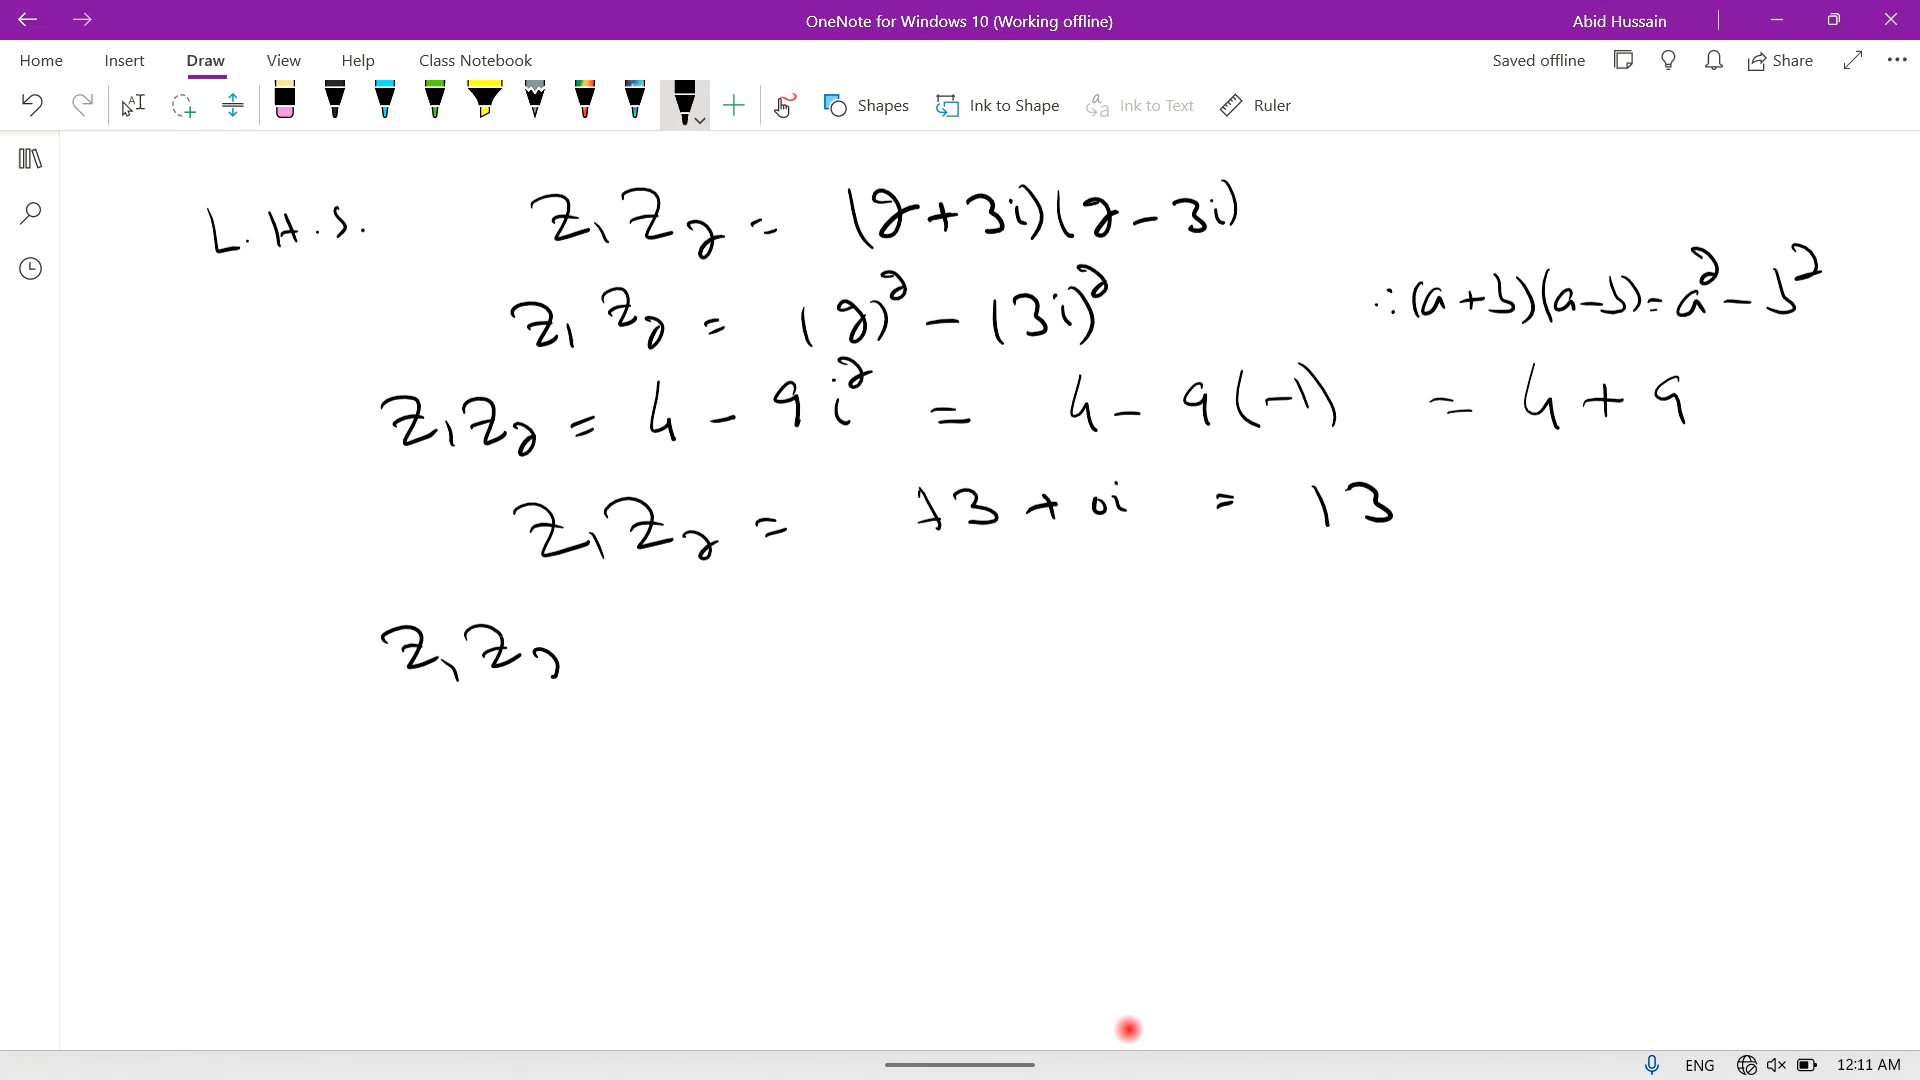 OneNote for Windows 10 (Working offline)
Abid Hussain
Home Insert Draw View Help Class Notebook
Saved offline
Share
Shapes
Ink to Shape
Ink to Text
Ruler
L.H.S. Z₁Z₂ = (2+3i)(2-3i)
Z₁Z₂ = (2)² - (3i)² ∵ (a+b)(a-b) = a² - b²
Z₁Z₂ = 4 - 9i² = 4 - 9(-1) = 4 + 9
Z₁Z₂ = 13 + 0i = 13
Z₁Z₂
ENG
12:11 AM